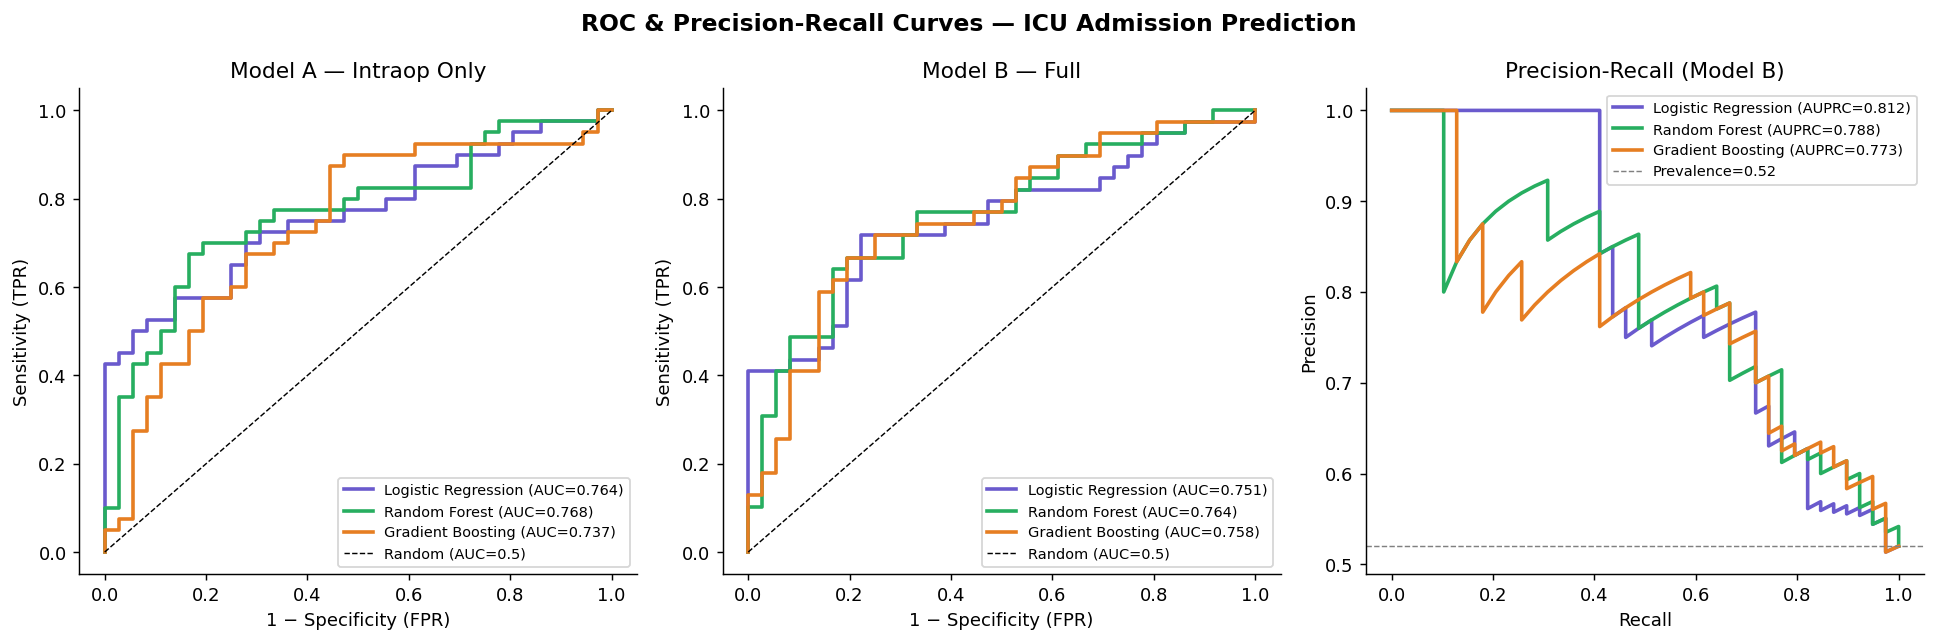 ROC & Precision-Recall Curves — ICU Admission Prediction
Model A — Intraop Only
Sensitivity (TPR)
1.0
0.8
0.6
0.4
0.2
0.0
Logistic Regression (AUC=0.764)
Random Forest (AUC=0.768)
Gradient Boosting (AUC=0.737)
Random (AUC=0.5)
0.0 0.2 0.4 0.6 0.8 1.0
1 − Specificity (FPR)
Model B — Full
Sensitivity (TPR)
1.0
0.8
0.6
0.4
0.2
0.0
Logistic Regression (AUC=0.751)
Random Forest (AUC=0.764)
Gradient Boosting (AUC=0.758)
Random (AUC=0.5)
0.0 0.2 0.4 0.6 0.8 1.0
1 − Specificity (FPR)
Precision-Recall (Model B)
Precision
1.0
0.9
0.8
0.7
0.6
0.5
Logistic Regression (AUPRC=0.812)
Random Forest (AUPRC=0.788)
Gradient Boosting (AUPRC=0.773)
Prevalence=0.52
0.0 0.2 0.4 0.6 0.8 1.0
Recall